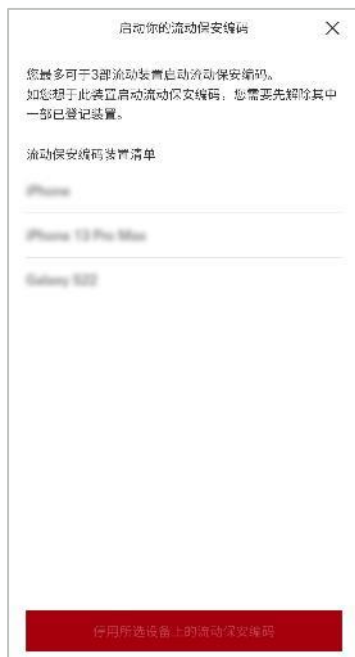 启动你的流动保安编码
您最多可于3部流动装置启动流动保安编码。
如您想于此装置启动流动保安编码，您需要先解除其中
一部已登记装置。
流动保安编码装置清单
iPhone
iPhone 13 Pro Max
Galaxy S22
停用所选设备上的流动保安编码